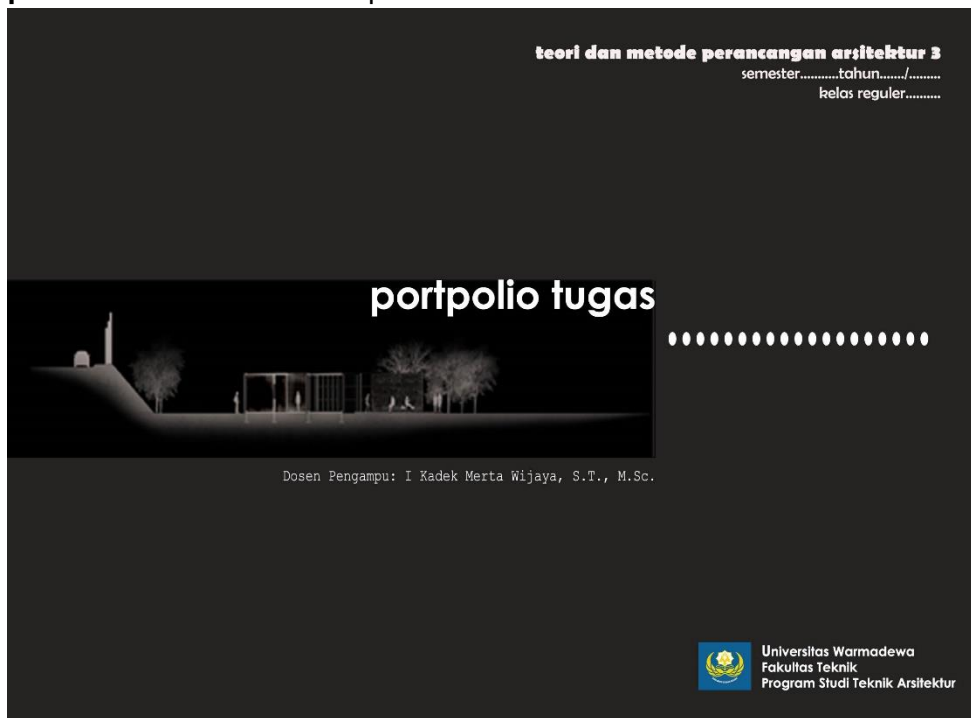 teori dan metode perancangan arsitektur 3
semester...........tahun......./.........
kelas reguler..........
portpolio tugas
...................
Dosen Pengampu: I Kadek Merta Wijaya, S.T., M.Sc.
Universitas Warmadewa
Fakultas Teknik
Program Studi Teknik Arsitektur